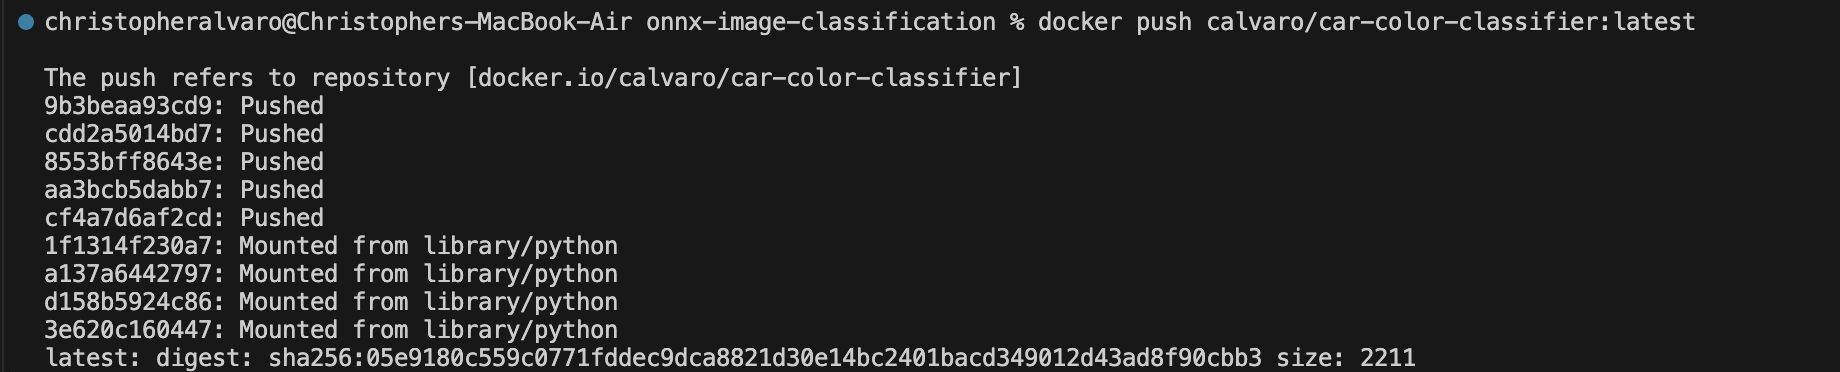 christopheralvaro@Christophers-MacBook-Air onnx-image-classification % docker push calvaro/car-color-classifier:latest
The push refers to repository [docker.io/calvaro/car-color-classifier]
9b3beaa93cd9: Pushed
cdd2a5014bd7: Pushed
8553bff8643e: Pushed
aa3bcb5dabb7: Pushed
cf4a7d6af2cd: Pushed
1f1314f230a7: Mounted from library/python
a137a6442797: Mounted from library/python
d158b5924c86: Mounted from library/python
3e620c160447: Mounted from library/python
latest: digest: sha256:05e9180c559c0771fddec9dca8821d30e14bc2401bacd349012d43ad8f90cbb3 size: 2211